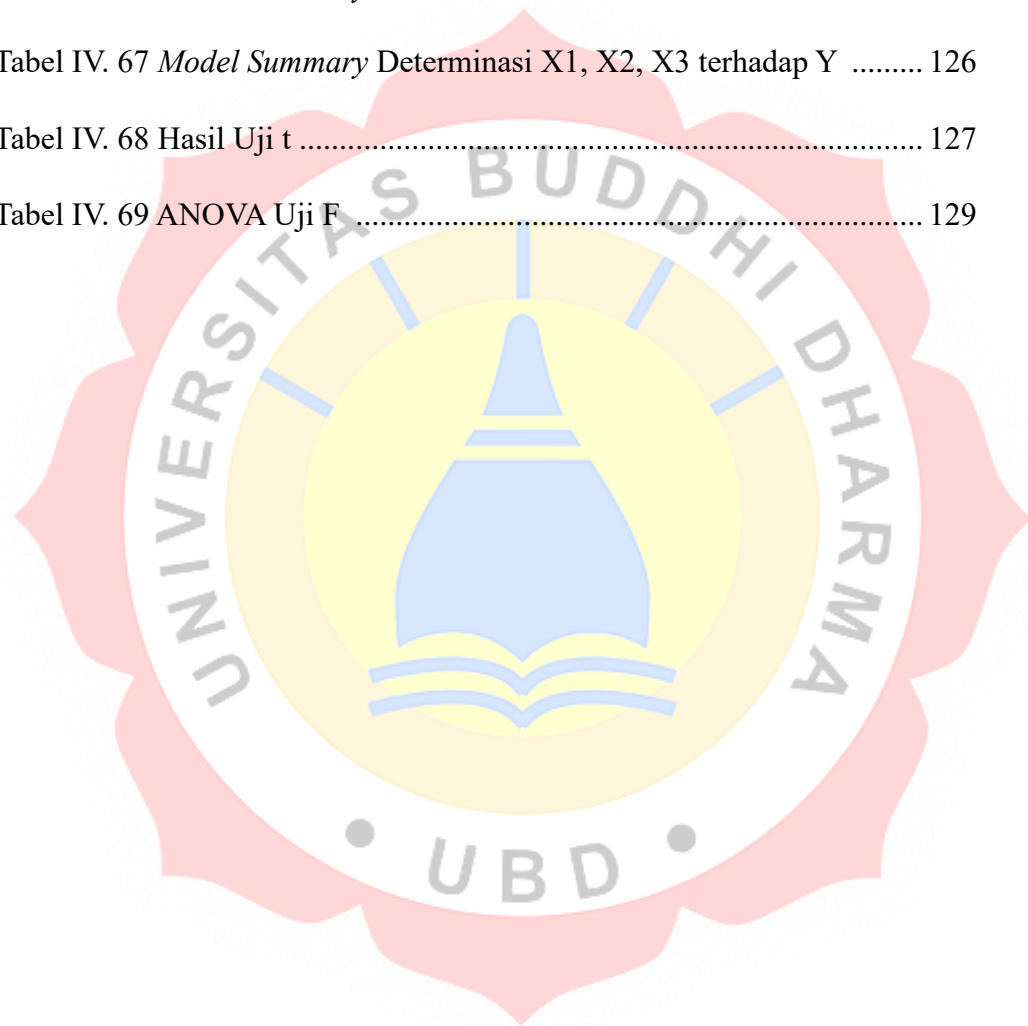 Tabel IV. 67 Model Summary Determinasi X1, X2, X3 terhadap Y ......... 126
Tabel IV. 68 Hasil Uji t .............................................................................. 127
Tabel IV. 69 ANOVA Uji F ....................................................................... 129
UNIVERSITAS BUDDHI DHARMA
• UBD •